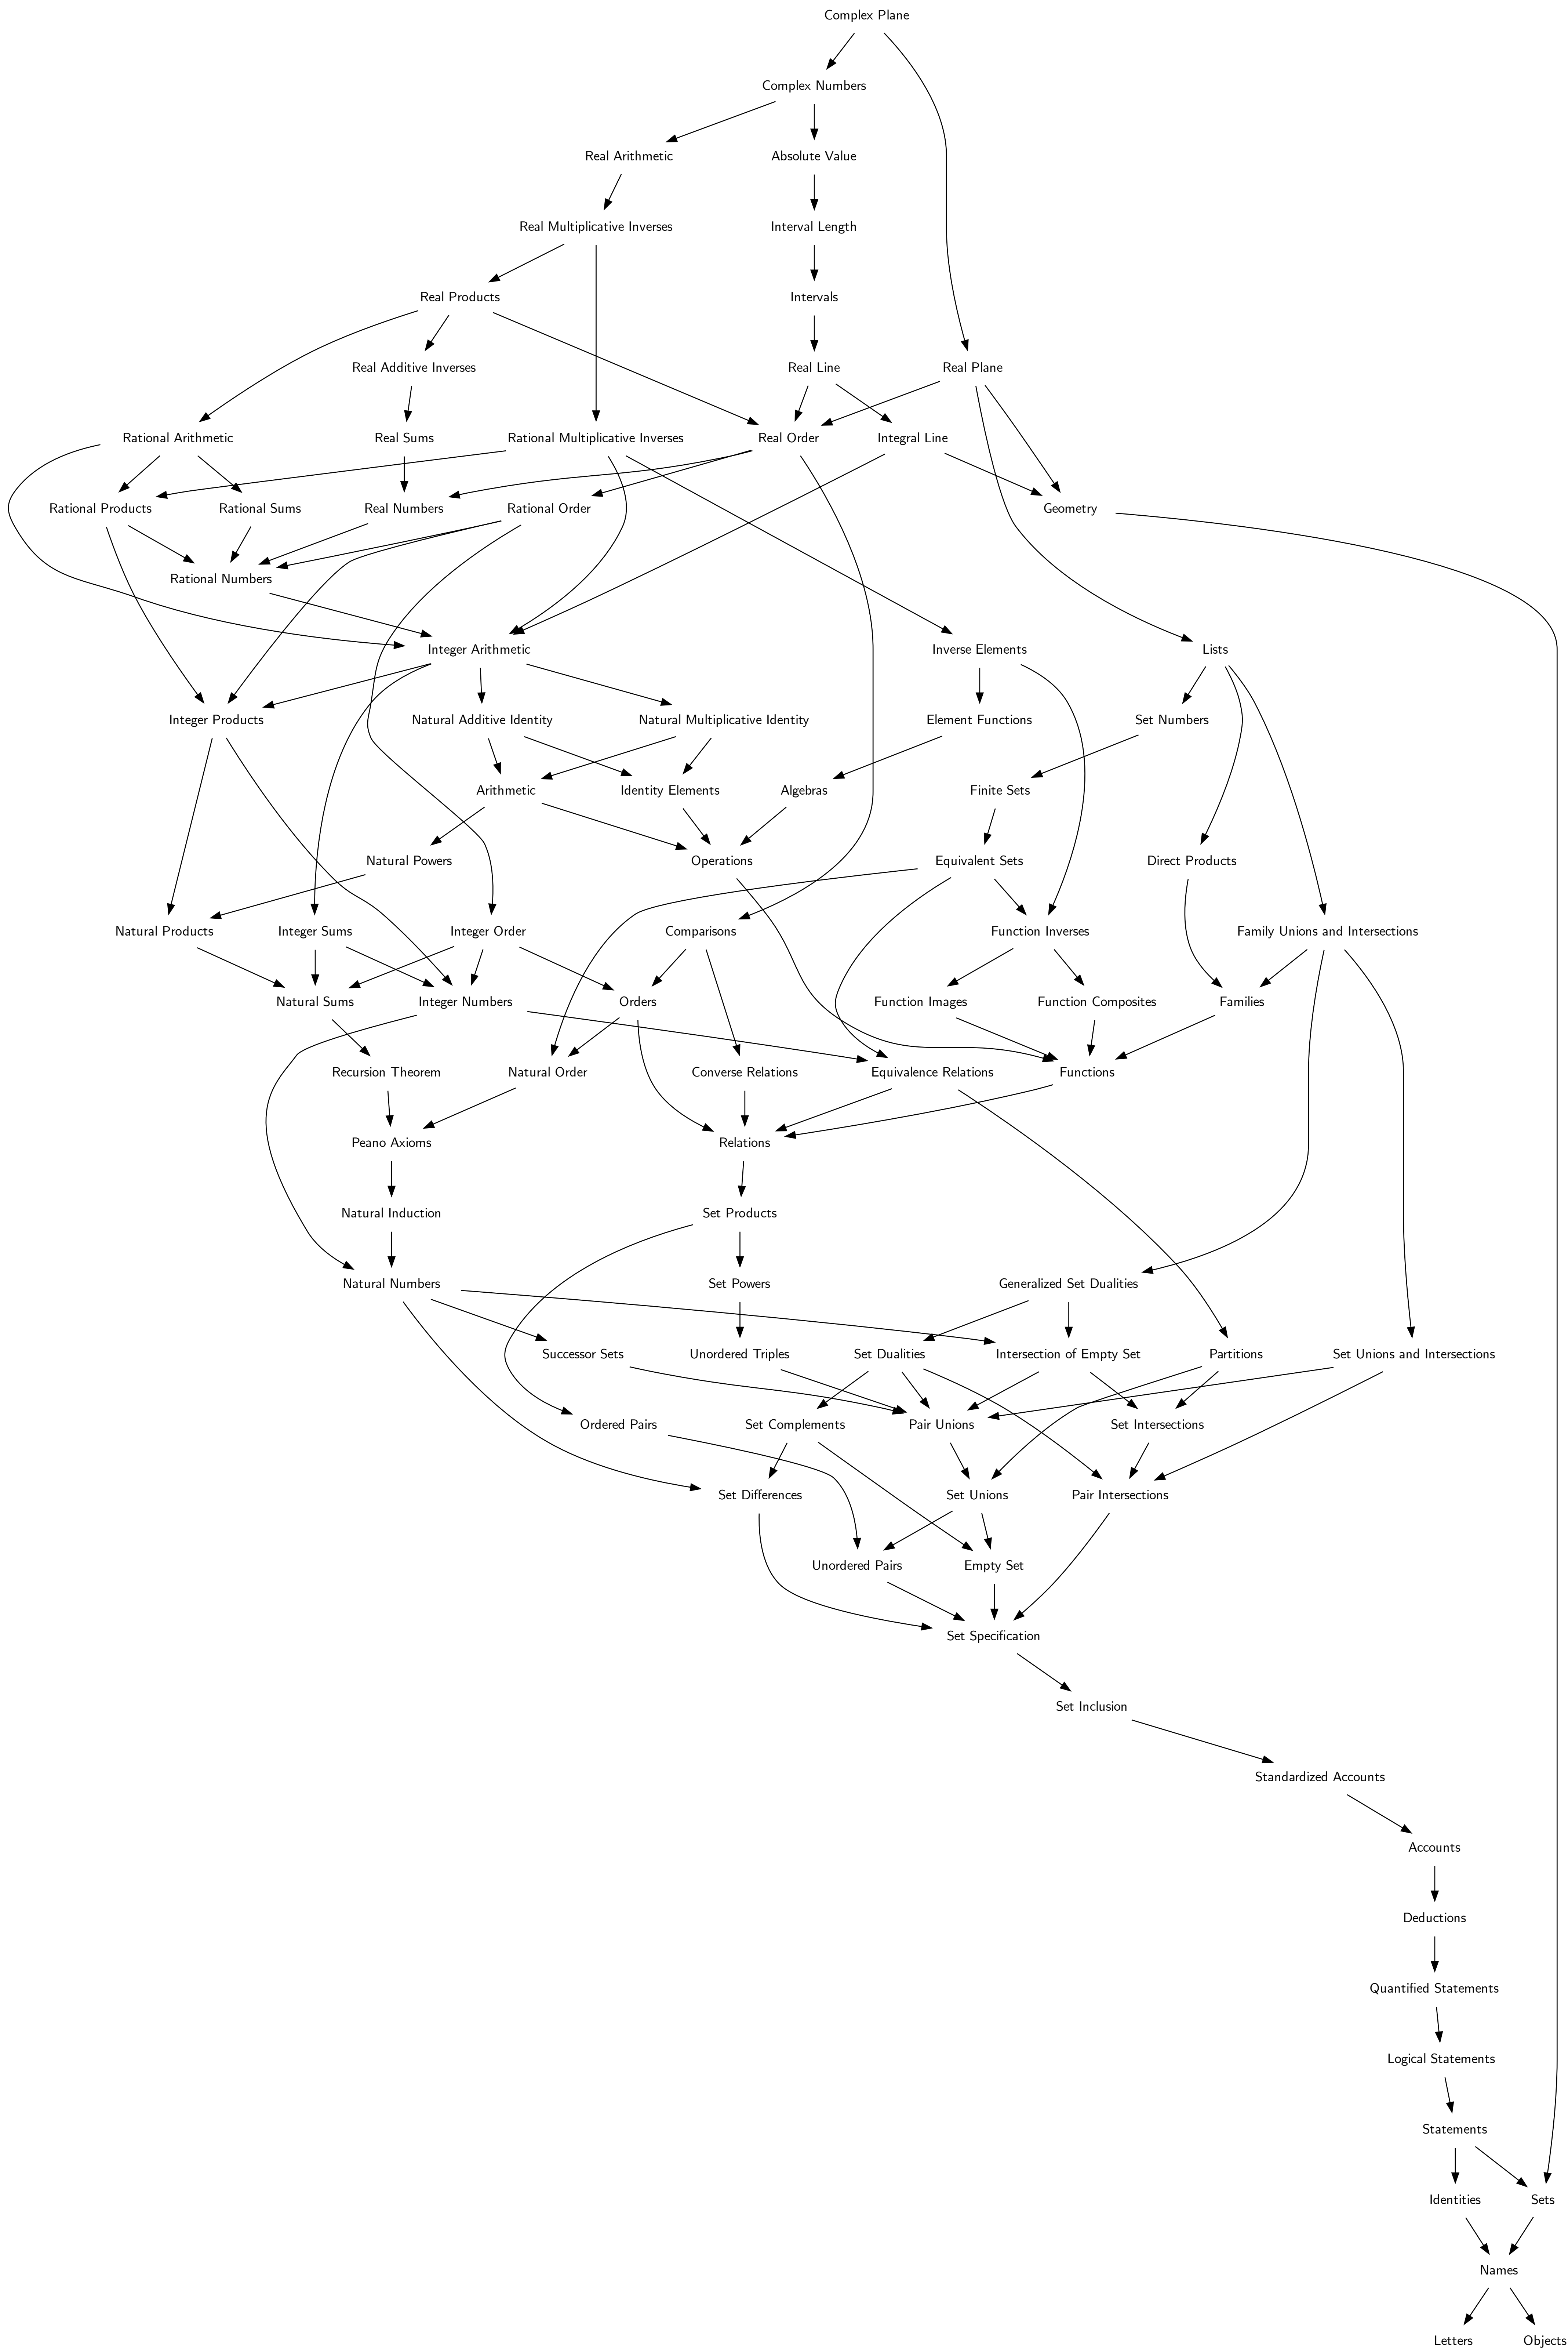 Complex Plane
Complex Numbers
Real Arithmetic
Absolute Value
Real Multiplicative Inverses
Interval Length
Real Products
Intervals
Real Additive Inverses
Real Line
Real Plane
Rational Arithmetic
Real Sums
Rational Multiplicative Inverses
Real Order
Integral Line
Rational Products
Rational Sums
Real Numbers
Rational Order
Geometry
Rational Numbers
Integer Arithmetic
Inverse Elements
Lists
Integer Products
Natural Additive Identity
Natural Multiplicative Identity
Element Functions
Set Numbers
Arithmetic
Identity Elements
Algebras
Finite Sets
Natural Powers
Operations
Equivalent Sets
Direct Products
Natural Products
Integer Sums
Integer Order
Comparisons
Function Inverses
Family Unions and Intersections
Natural Sums
Integer Numbers
Orders
Function Images
Function Composites
Families
Recursion Theorem
Natural Order
Converse Relations
Equivalence Relations
Functions
Peano Axioms
Relations
Natural Induction
Set Products
Natural Numbers
Set Powers
Generalized Set Dualities
Successor Sets
Unordered Triples
Set Dualities
Intersection of Empty Set
Partitions
Set Unions and Intersections
Ordered Pairs
Set Complements
Pair Unions
Set Intersections
Set Differences
Set Unions
Pair Intersections
Unordered Pairs
Empty Set
Set Specification
Set Inclusion
Standardized Accounts
Accounts
Deductions
Quantified Statements
Logical Statements
Statements
Identities
Sets
Names
Letters
Objects